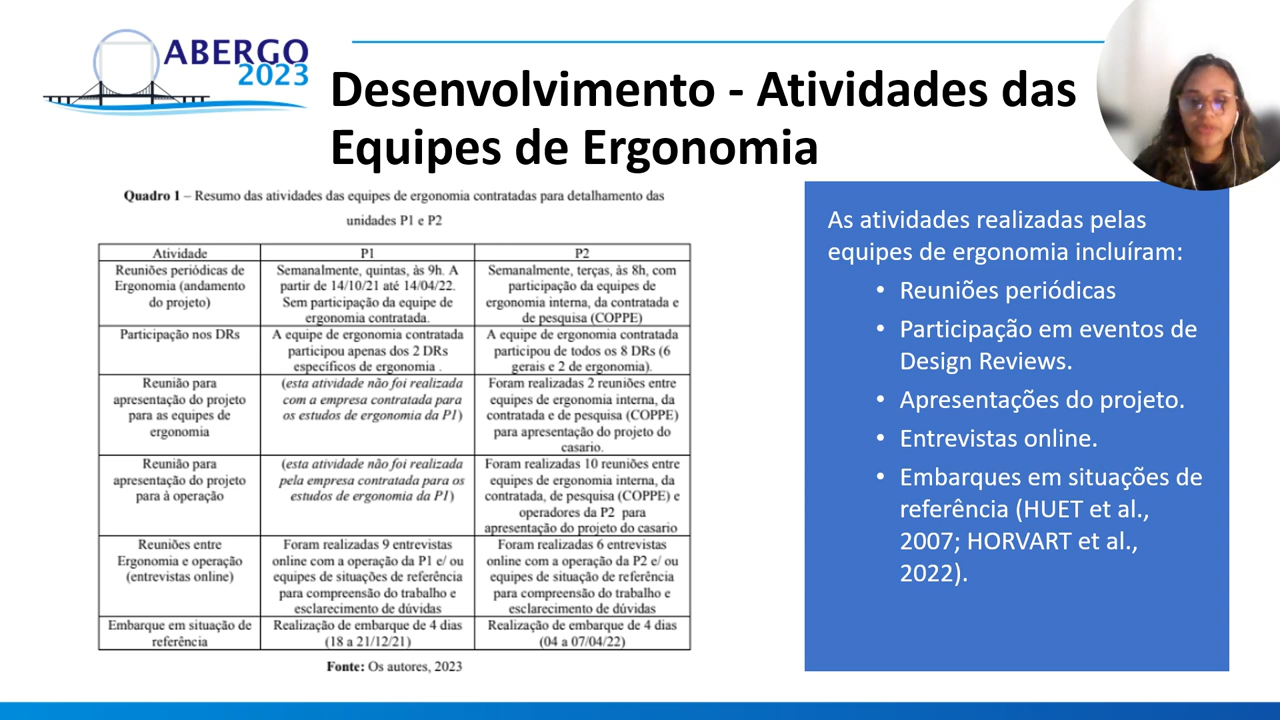 ABERGO
2023
Desenvolvimento - Atividades das
Equipes de Ergonomia
Quadro 1 – Resumo das atividades das equipes de ergonomia contratadas para detalhamento das
unidades P1 e P2
Atividade
P1
P2
Reuniões periódicas de
Ergonomia (andamento
do projeto)
Semanalmente, quintas, às 9h. A
partir de 14/10/21 até 14/04/22.
Sem participação da equipe de
ergonomia contratada.
Semanalmente, terças, às 8h, com
participação da equipes de
ergonomia interna, da contratada e
de pesquisa (COPPE)
Participação nos DRs
A equipe de ergonomia contratada
participou apenas dos 2 DRs
específicos de ergonomia .
A equipe de ergonomia contratada
participou de todos os 8 DRs (6
gerais e 2 de ergonomia).
Reunião para
apresentação do projeto
para as equipes de
ergonomia
(esta atividade não foi realizada
com a empresa contratada para
os estudos de ergonomia da P1)
Foram realizadas 2 reuniões entre
equipes de ergonomia interna, da
contratada e de pesquisa (COPPE)
para apresentação do projeto do
casario.
Reunião para
apresentação do projeto
para à operação
(esta atividade não foi realizada
pela empresa contratada para os
estudos de ergonomia da P1)
Foram realizadas 10 reuniões entre
equipes de ergonomia interna, da
contratada, de pesquisa (COPPE) e
operadores da P2 para
apresentação do projeto do casario
Reuniões entre
Ergonomia e operação
(entrevistas online)
Foram realizadas 9 entrevistas
online com a operação da P1 e/ ou
equipes de situações de referência
para compreensão do trabalho e
esclarecimento de dúvidas
Foram realizadas 6 entrevistas
online com a operação da P2 e/ ou
equipes de situação de referência
para compreensão do trabalho e
esclarecimento de dúvidas
Embarque em situação de
referência
Realização de embarque de 4 dias
(18 a 21/12/21)
Realização de embarque de 4 dias
(04 a 07/04/22)
Fonte: Os autores, 2023
As atividades realizadas pelas
equipes de ergonomia incluíram:
• Reuniões periódicas
• Participação em eventos de
Design Reviews.
• Apresentações do projeto.
• Entrevistas online.
• Embarques em situações de
referência (HUET et al.,
2007; HORVART et al.,
2022).